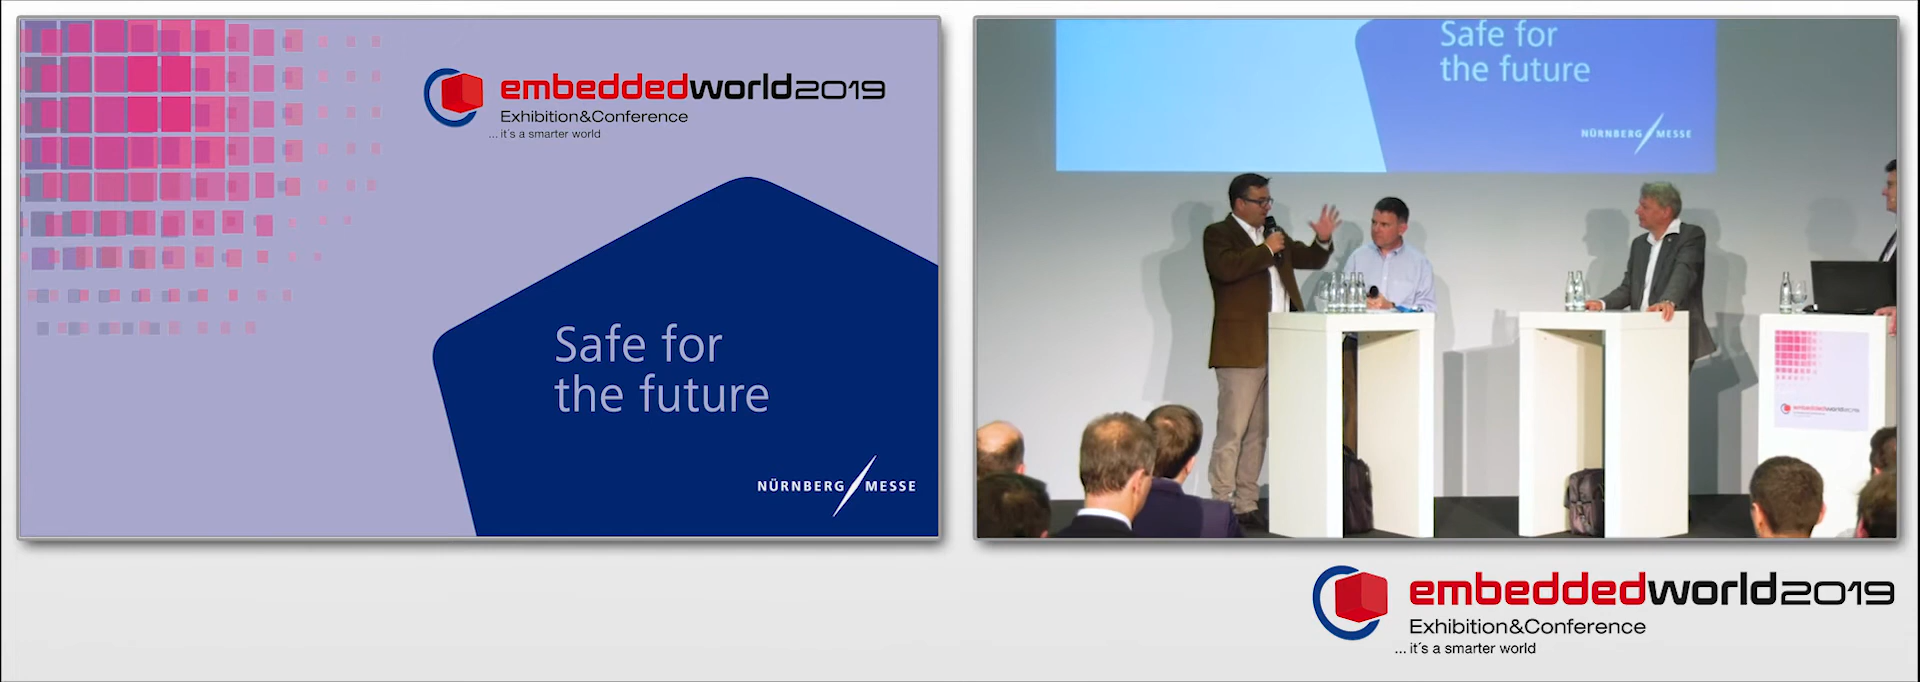 embeddedworld2019
Exhibition&Conference
... it´s a smarter world
Safe for
the future
NÜRNBERG MESSE
Safe for
the future
NÜRNBERG MESSE
embeddedworld2019
embeddedworld2019
Exhibition&Conference
... it´s a smarter world